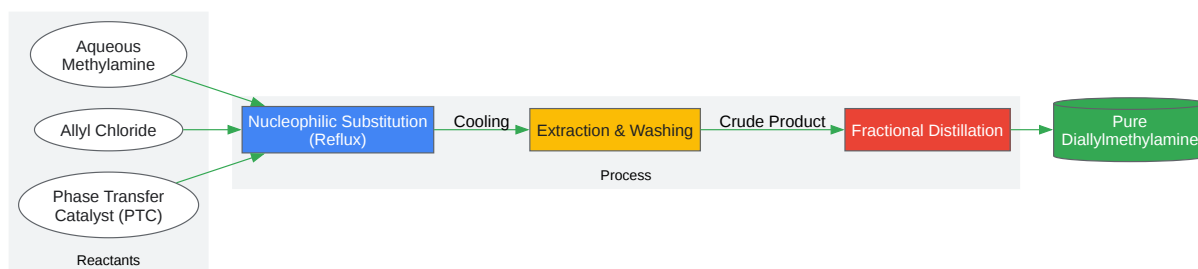 Aqueous
Methylamine
Allyl Chloride
Phase Transfer
Catalyst (PTC)
Reactants
Nucleophilic Substitution
(Reflux)
Cooling
Extraction & Washing
Crude Product
Fractional Distillation
Process
Pure
Diallylmethylamine